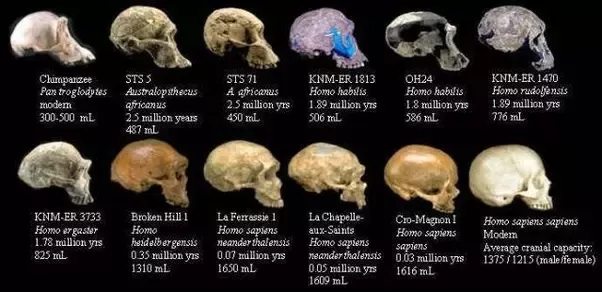 Chimpanzee
Pan troglodytes
modern
300-500 mL
STS 5
Australopithecus
africanus
2.5 million years
487 mL
STS 71
A. africanus
2.5 million yrs
450 mL
KNM-ER 1813
Homo habilis
1.89 million yrs
506 mL
OH24
Homo habilis
1.8 million yrs
586 mL
KNM-ER 1470
Homo rudolfensis
1.89 million yrs
776 mL
KNM-ER 3733
Homo ergaster
1.78 million yrs
825 mL
Broken Hill 1
Homo
heidelbergensis
0.35 million yrs
1310 mL
La Ferrassie 1
Homo sapiens
neanderthalensis
0.07 million yrs
1650 mL
La Chapelle-
aux-Saints
Homo sapiens
neanderthalensis
0.05 million yrs
1609 mL
Cro-Magnon I
Homo sapiens
sapiens
0.03 million yrs
1616 mL
Homo sapiens sapiens
Modern
Average cranial capacity:
1375 / 1215 (male/female)